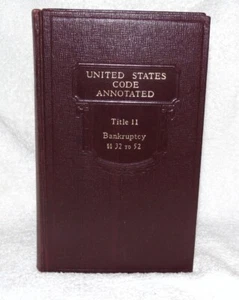 UNITED STATES
CODE
ANNOTATED
Title 11
Bankruptcy
§§ 32 to 52